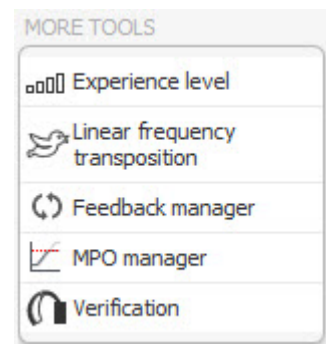 MORE TOOLS
Experience level
Linear frequency
transposition
Feedback manager
MPO manager
Verification